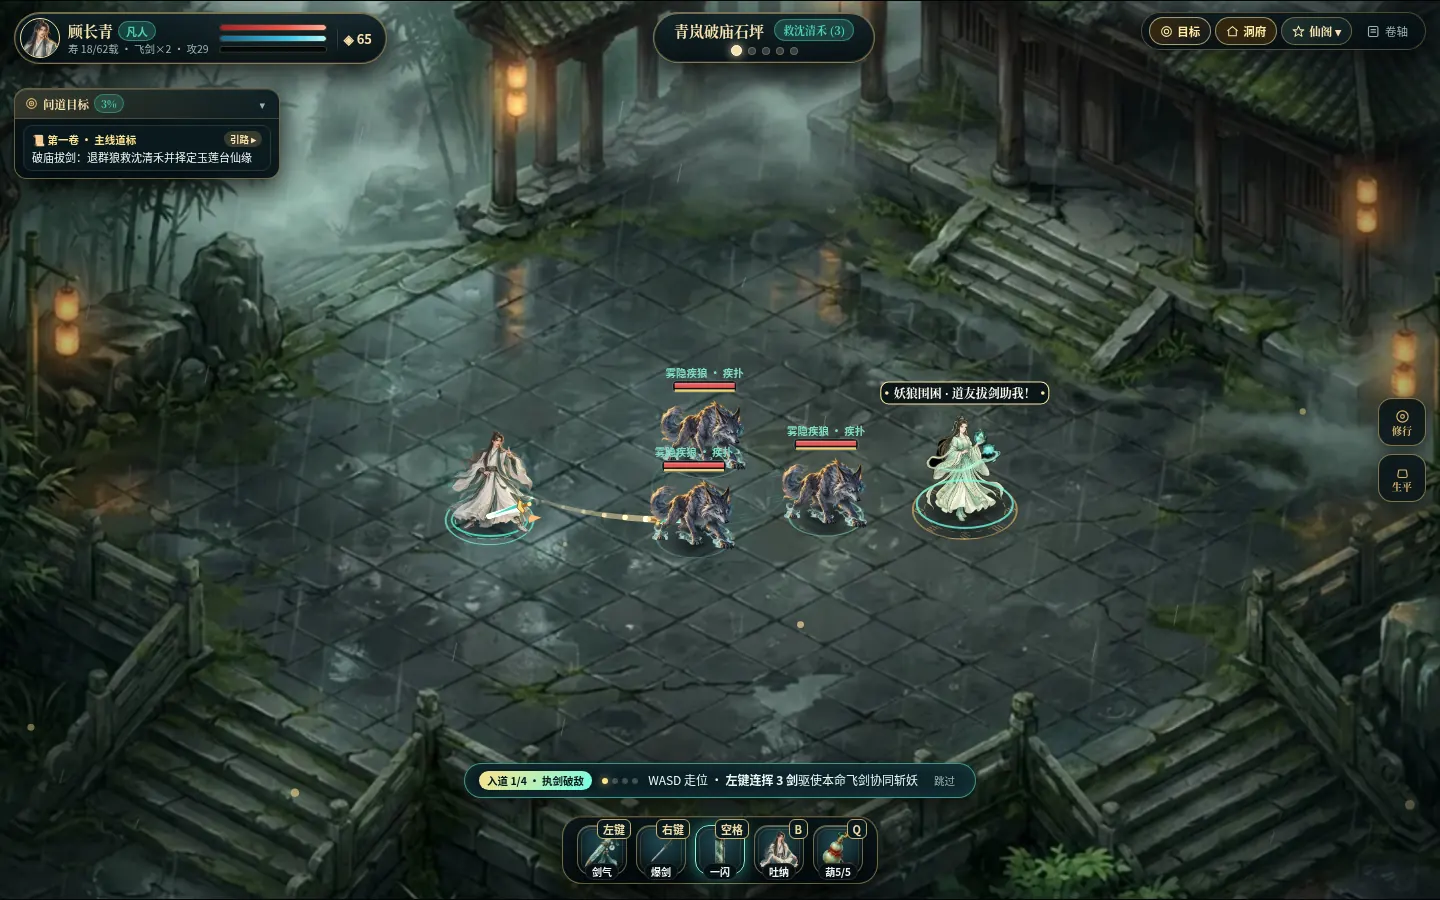 顾长青 凡人
寿 18/62载 · 飞剑×2 · 攻29
65
青岚破庙石坪 救沈清禾 (3)
目标
洞府
仙阁▾
卷轴
问道目标 3%
第一卷 · 主线道标 引路▸
破庙拔剑：退群狼救沈清禾并择定玉莲台仙缘
雾隐疾狼 · 疾扑
妖狼围困 · 道友拔剑助我！
雾隐疾狼 · 疾扑
雾隐疾狼 · 疾扑
修行
生平
入道 1/4 · 执剑破敌 WASD 走位 · 左键连挥 3 剑驱使本命飞剑协同斩妖 跳过
左键 右键 空格 B Q
剑气 爆剑 一闪 吐纳 葫5/5